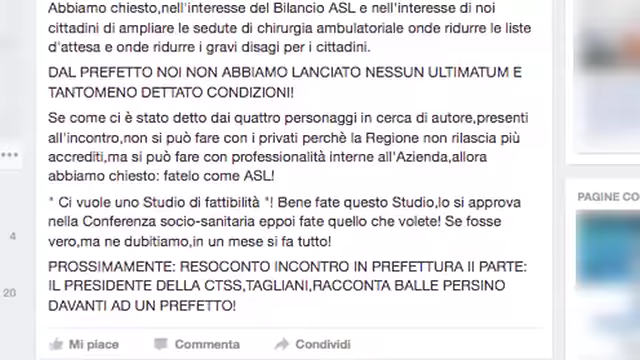 Abbiamo chiesto,nell'interesse del Bilancio ASL e nell'interesse di noi
cittadini di ampliare le sedute di chirurgia ambulatoriale onde ridurre le liste
d'attesa e onde ridurre i gravi disagi per i cittadini.
DAL PREFETTO NOI NON ABBIAMO LANCIATO NESSUN ULTIMATUM E
TANTOMENO DETTATO CONDIZIONI!
Se come ci è stato detto dai quattro personaggi in cerca di autore,presenti
all'incontro,non si può fare con i privati perchè la Regione non rilascia più
accrediti,ma si può fare con professionalità interne all'Azienda,allora
abbiamo chiesto: fatelo come ASL!
" Ci vuole uno Studio di fattibilità "! Bene fate questo Studio,lo si approva
nella Conferenza socio-sanitaria eppoi fate quello che volete! Se fosse
vero,ma ne dubitiamo,in un mese si fa tutto!
PROSSIMAMENTE: RESOCONTO INCONTRO IN PREFETTURA II PARTE:
IL PRESIDENTE DELLA CTSS,TAGLIANI,RACCONTA BALLE PERSINO
DAVANTI AD UN PREFETTO!
Mi piace Commenta Condividi
4
20
PAGINE CO